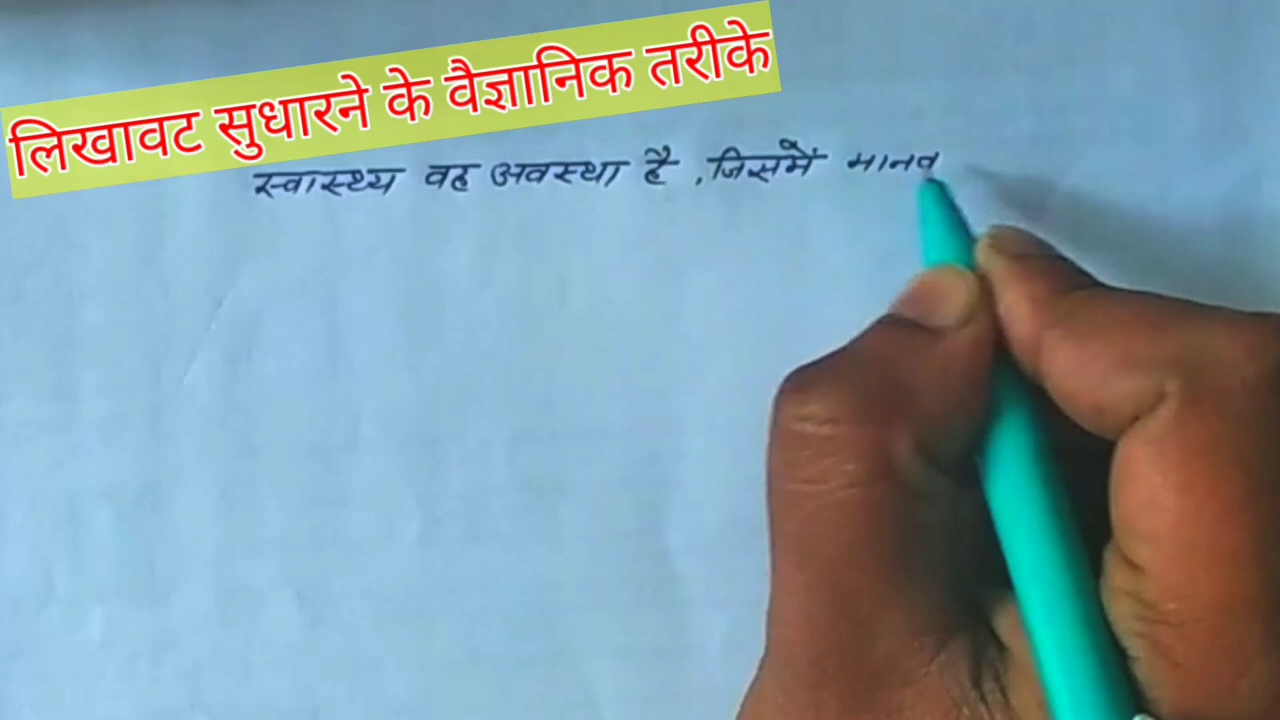 लिखावट सुधारने के वैज्ञानिक तरीके
स्वास्थ्य वह अवस्था है , जिसमें मानव